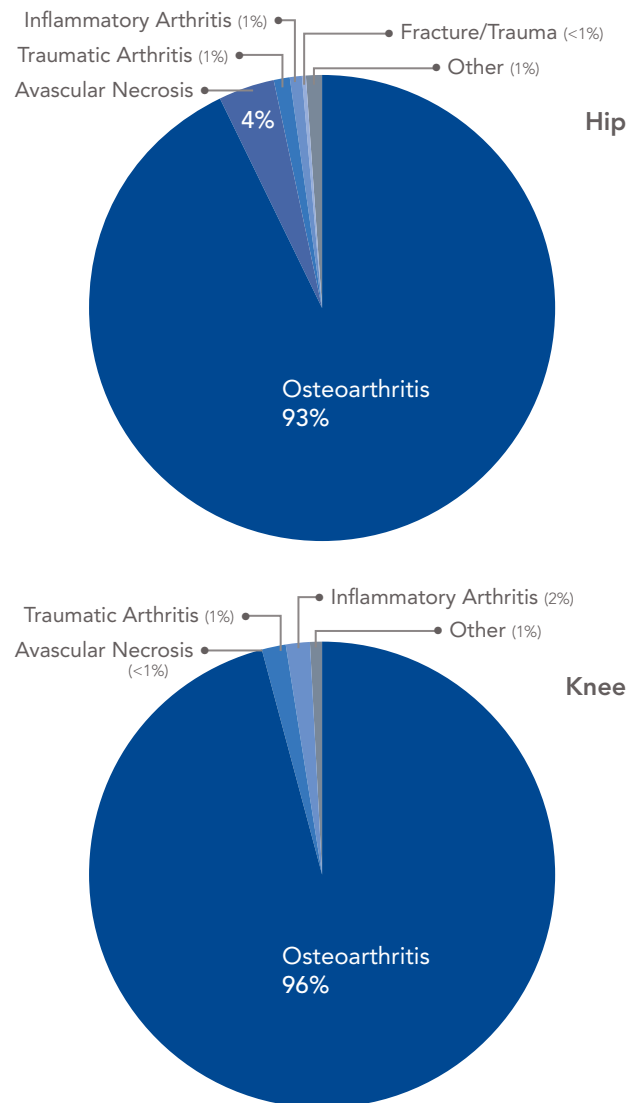 Inflammatory Arthritis (1%)
Fracture/Trauma (<1%)
Traumatic Arthritis (1%)
Other (1%)
Avascular Necrosis
4%
Hip
Osteoarthritis
93%
Inflammatory Arthritis (2%)
Traumatic Arthritis (1%)
Other (1%)
Avascular Necrosis
(<1%)
Knee
Osteoarthritis
96%